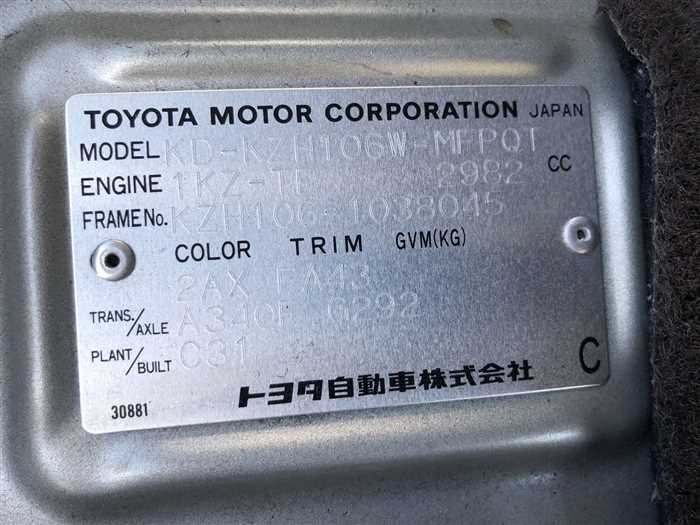 TOYOTA MOTOR CORPORATION JAPAN
MODEL KD-KZH106W-MFPQT
ENGINE 1KZ-TE 2982 CC
FRAME No. KZH106-1038045
COLOR TRIM GVM(KG)
2AX FA43
TRANS./AXLE A340F G292
PLANT/BUILT C31
C
30881 トヨタ自動車株式会社